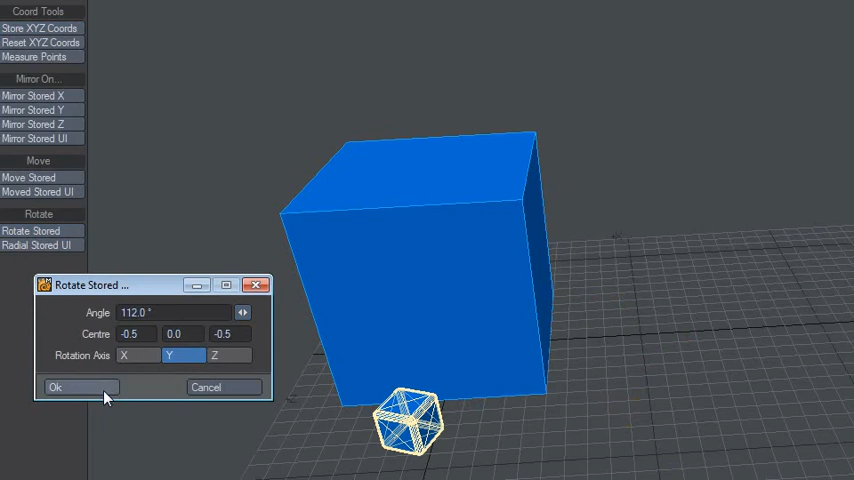 Coord Tools
Store XYZ Coords
Reset XYZ Coords
Measure Points
Mirror On...
Mirror Stored X
Mirror Stored Y
Mirror Stored Z
Mirror Stored UI
Move
Move Stored
Moved Stored UI
Rotate
Rotate Stored
Radial Stored UI
Rotate Stored ...
Angle 112.0 °
Centre -0.5 0.0 -0.5
Rotation Axis X Y Z
Ok Cancel